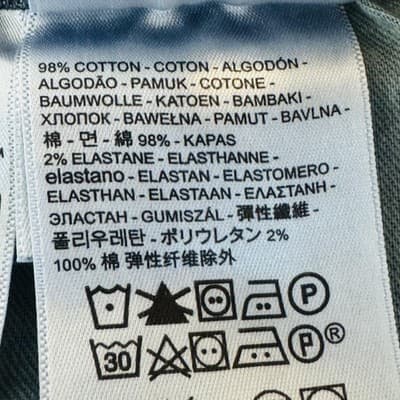 98% COTTON - COTON - ALGODÓN -
ALGODÃO - PAMUK - COTONE -
BAUMWOLLE - KATOEN - BAMBAKI -
ХЛОПОК - BAWEŁNA - PAMUT - BAVLNA -
棉 - 면 - 綿 98% - KAPAS
2% ELASTANE - ELASTHANNE -
elastano - ELASTAN - ELASTOMERO -
ELASTHAN - ELASTAAN - ΕΛΑΣΤΑΝΗ -
ЭЛАСТАН - GUMISZÁL - 彈性纖維 -
폴리우레탄 - ポリウレタン 2%
100% 棉 弹性纤维除外
P
30 P®